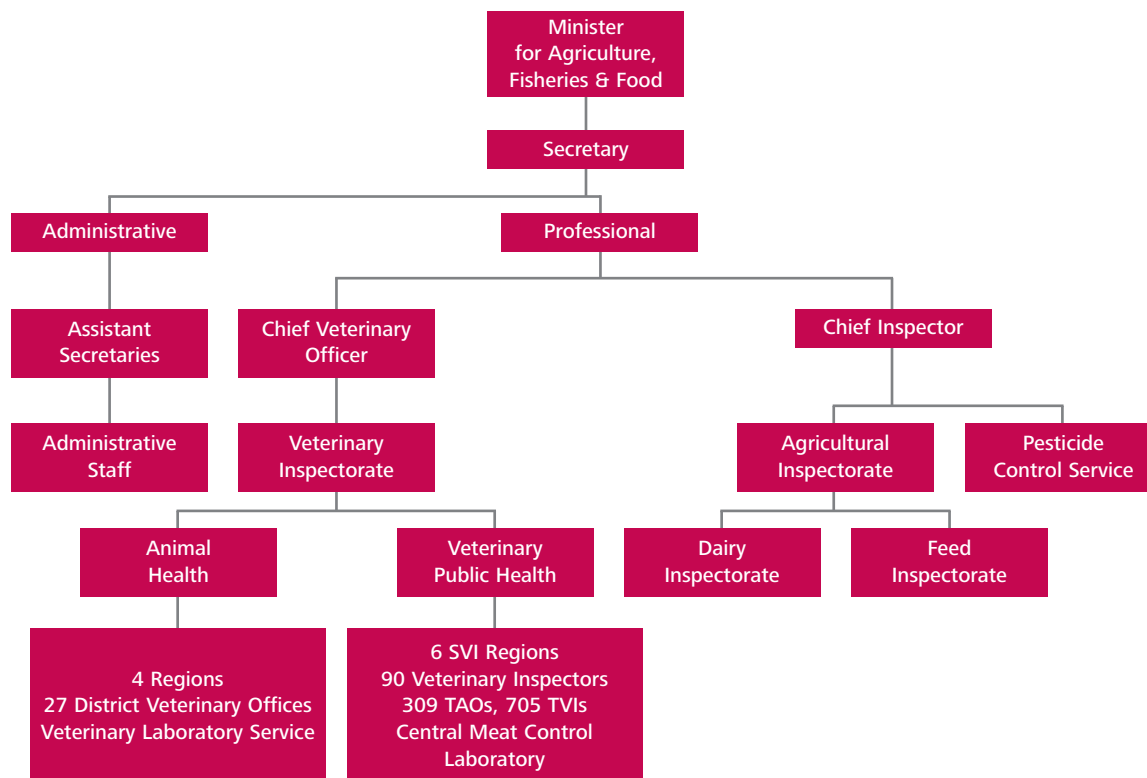 Minister
for Agriculture,
Fisheries & Food
Secretary
Administrative
Professional
Assistant
Secretaries
Chief Veterinary
Officer
Chief Inspector
Administrative
Staff
Veterinary
Inspectorate
Agricultural
Inspectorate
Pesticide
Control Service
Animal
Health
Veterinary
Public Health
Dairy
Inspectorate
Feed
Inspectorate
4 Regions
27 District Veterinary Offices
Veterinary Laboratory Service
6 SVI Regions
90 Veterinary Inspectors
309 TAOs, 705 TVIs
Central Meat Control
Laboratory